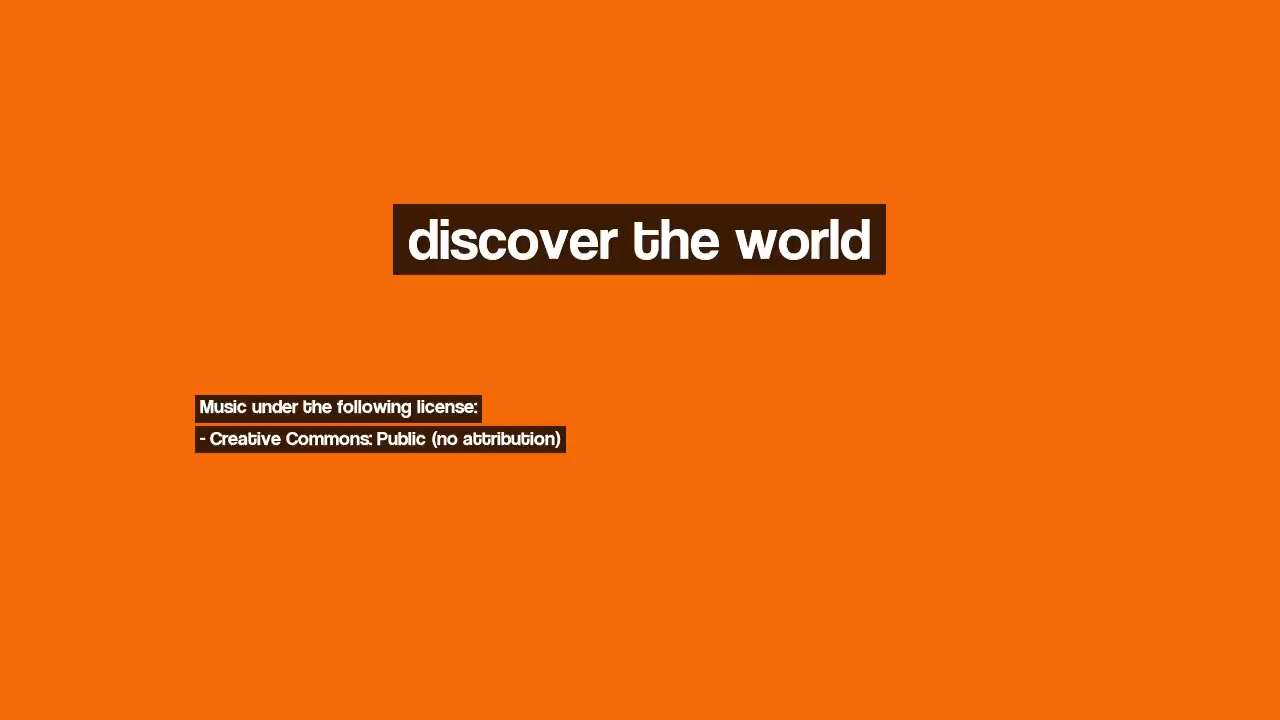 discover the world
Music under the following license:
- Creative Commons: Public (no attribution)